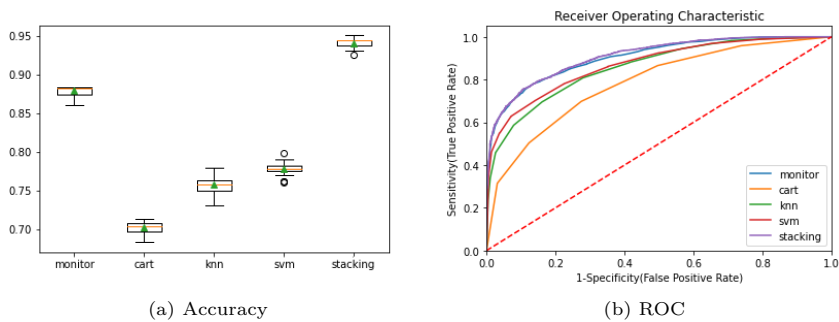 0.95
0.90
0.85
0.80
0.75
0.70
monitor cart knn svm stacking
(a) Accuracy
Receiver Operating Characteristic
Sensitivity(True Positive Rate)
1.0
0.8
0.6
0.4
0.2
0.0
monitor
cart
knn
svm
stacking
0.0 0.2 0.4 0.6 0.8 1.0
1-Specificity(False Positive Rate)
(b) ROC